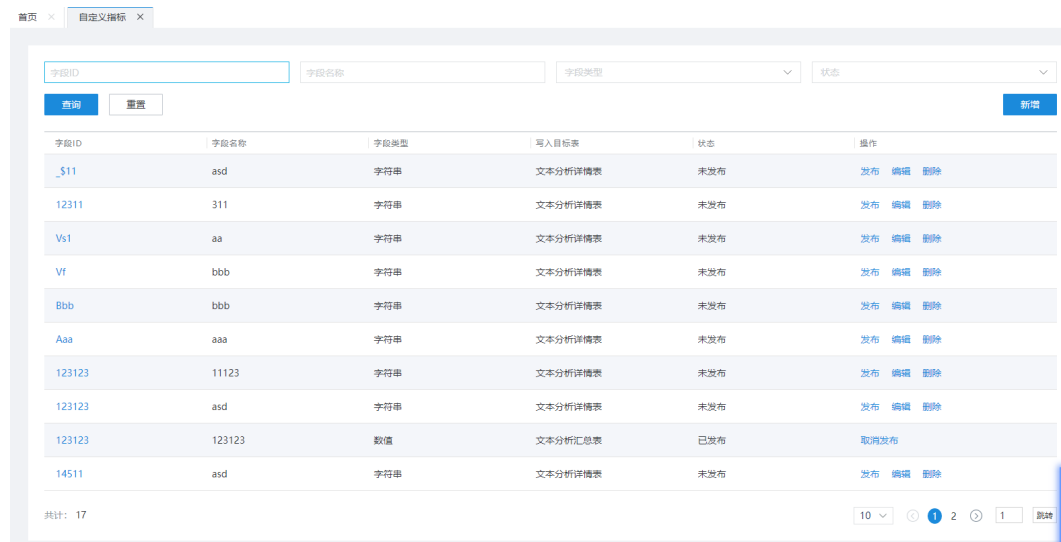 首页 × 自定义指标 ×
字段ID 字段名称 字段类型 状态
查询 重置 新增
字段ID 字段名称 字段类型 写入目标表 状态 操作
_$11 asd 字符串 文本分析详情表 未发布 发布 编辑 删除
12311 311 字符串 文本分析详情表 未发布 发布 编辑 删除
Vs1 aa 字符串 文本分析详情表 未发布 发布 编辑 删除
Vf bbb 字符串 文本分析详情表 未发布 发布 编辑 删除
Bbb bbb 字符串 文本分析详情表 未发布 发布 编辑 删除
Aaa aaa 字符串 文本分析详情表 未发布 发布 编辑 删除
123123 11123 字符串 文本分析详情表 未发布 发布 编辑 删除
123123 asd 字符串 文本分析详情表 未发布 发布 编辑 删除
123123 123123 数值 文本分析汇总表 已发布 取消发布
14511 asd 字符串 文本分析详情表 未发布 发布 编辑 删除
共计： 17 10 1 2 1 跳转